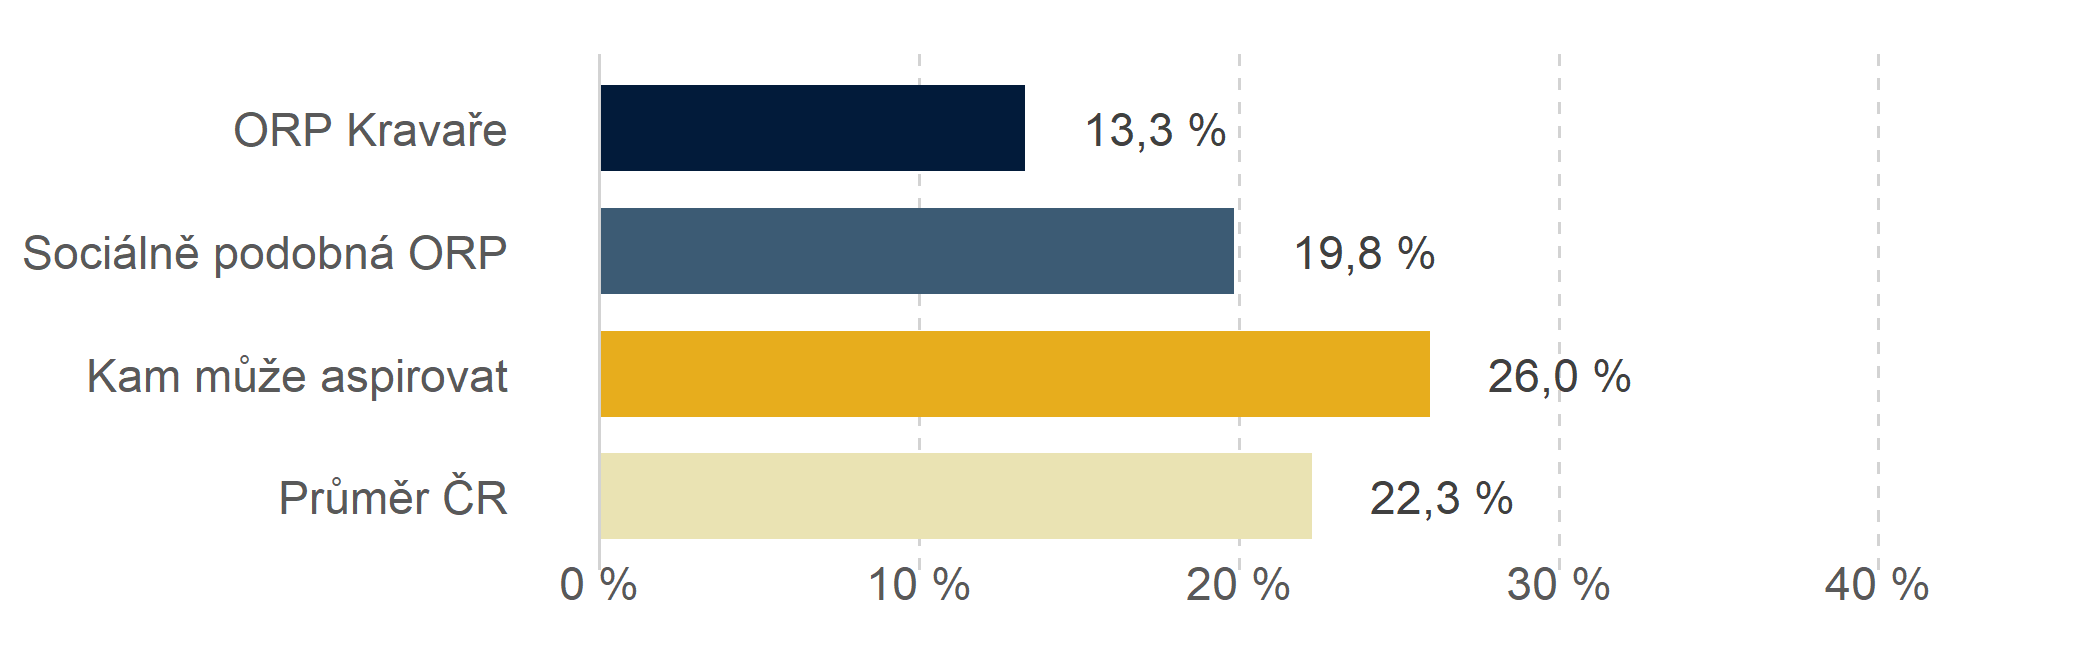 ORP Kravaře 13,3 %
Sociálně podobná ORP 19,8 %
Kam může aspirovat 26,0 %
Průměr ČR 22,3 %
0 % 10 % 20 % 30 % 40 %